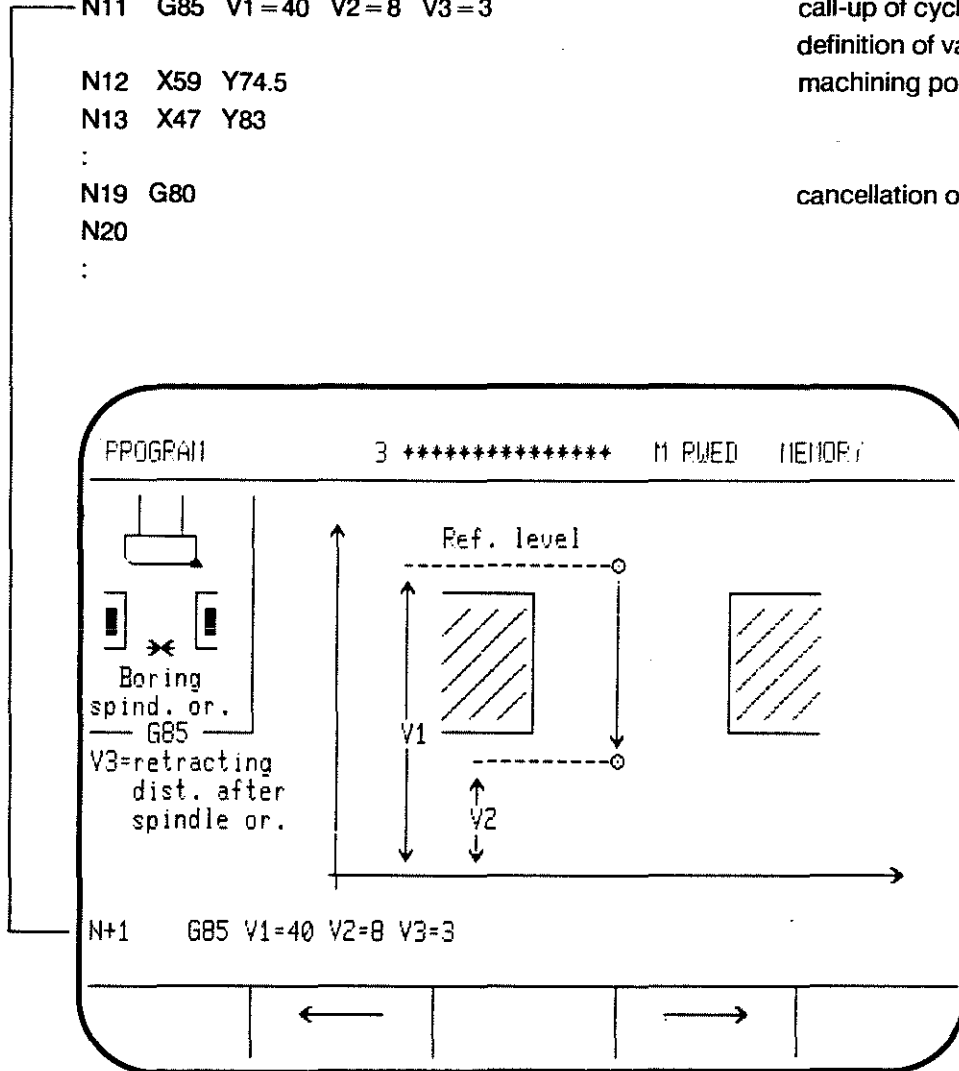 N11 G85 V1=40 V2=8 V3=3 call-up of cycl
definition of va
N12 X59 Y74.5 machining po
N13 X47 Y83
:
N19 G80 cancellation o
N20
:
PROGRAM 3 ************** M RWED MEMORY
Ref. level
Boring
spind. or.
G85
V3=retracting
dist. after
spindle or.
V1
V2
N+1 G85 V1=40 V2=8 V3=3